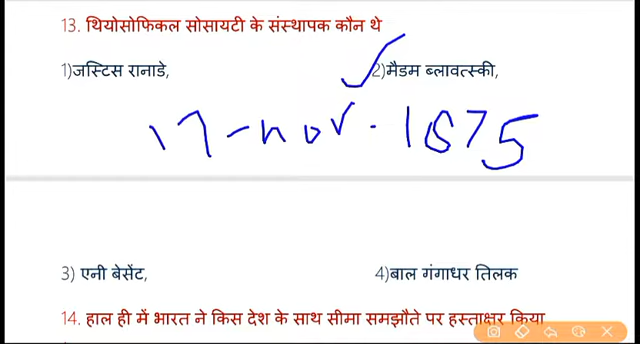 13. थियोसोफिकल सोसायटी के संस्थापक कौन थे
1)जस्टिस रानाडे, 2)मैडम ब्लावत्स्की,
17-nov. 1875
3) एनी बेसेंट, 4)बाल गंगाधर तिलक
14. हाल ही में भारत ने किस देश के साथ सीमा समझौते पर हस्ताक्षर किया